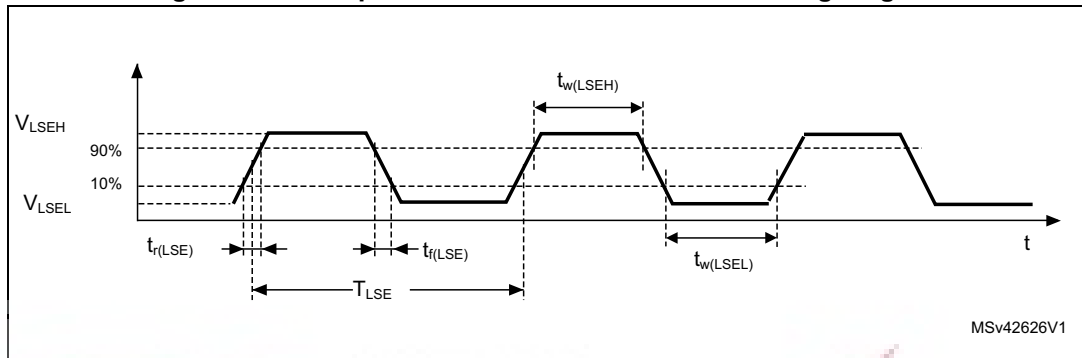 t_w(LSEH)
V_LSEH
90%
10%
V_LSEL
t_r(LSE)
t_f(LSE)
t
t_w(LSEL)
T_LSE
MSv42626V1